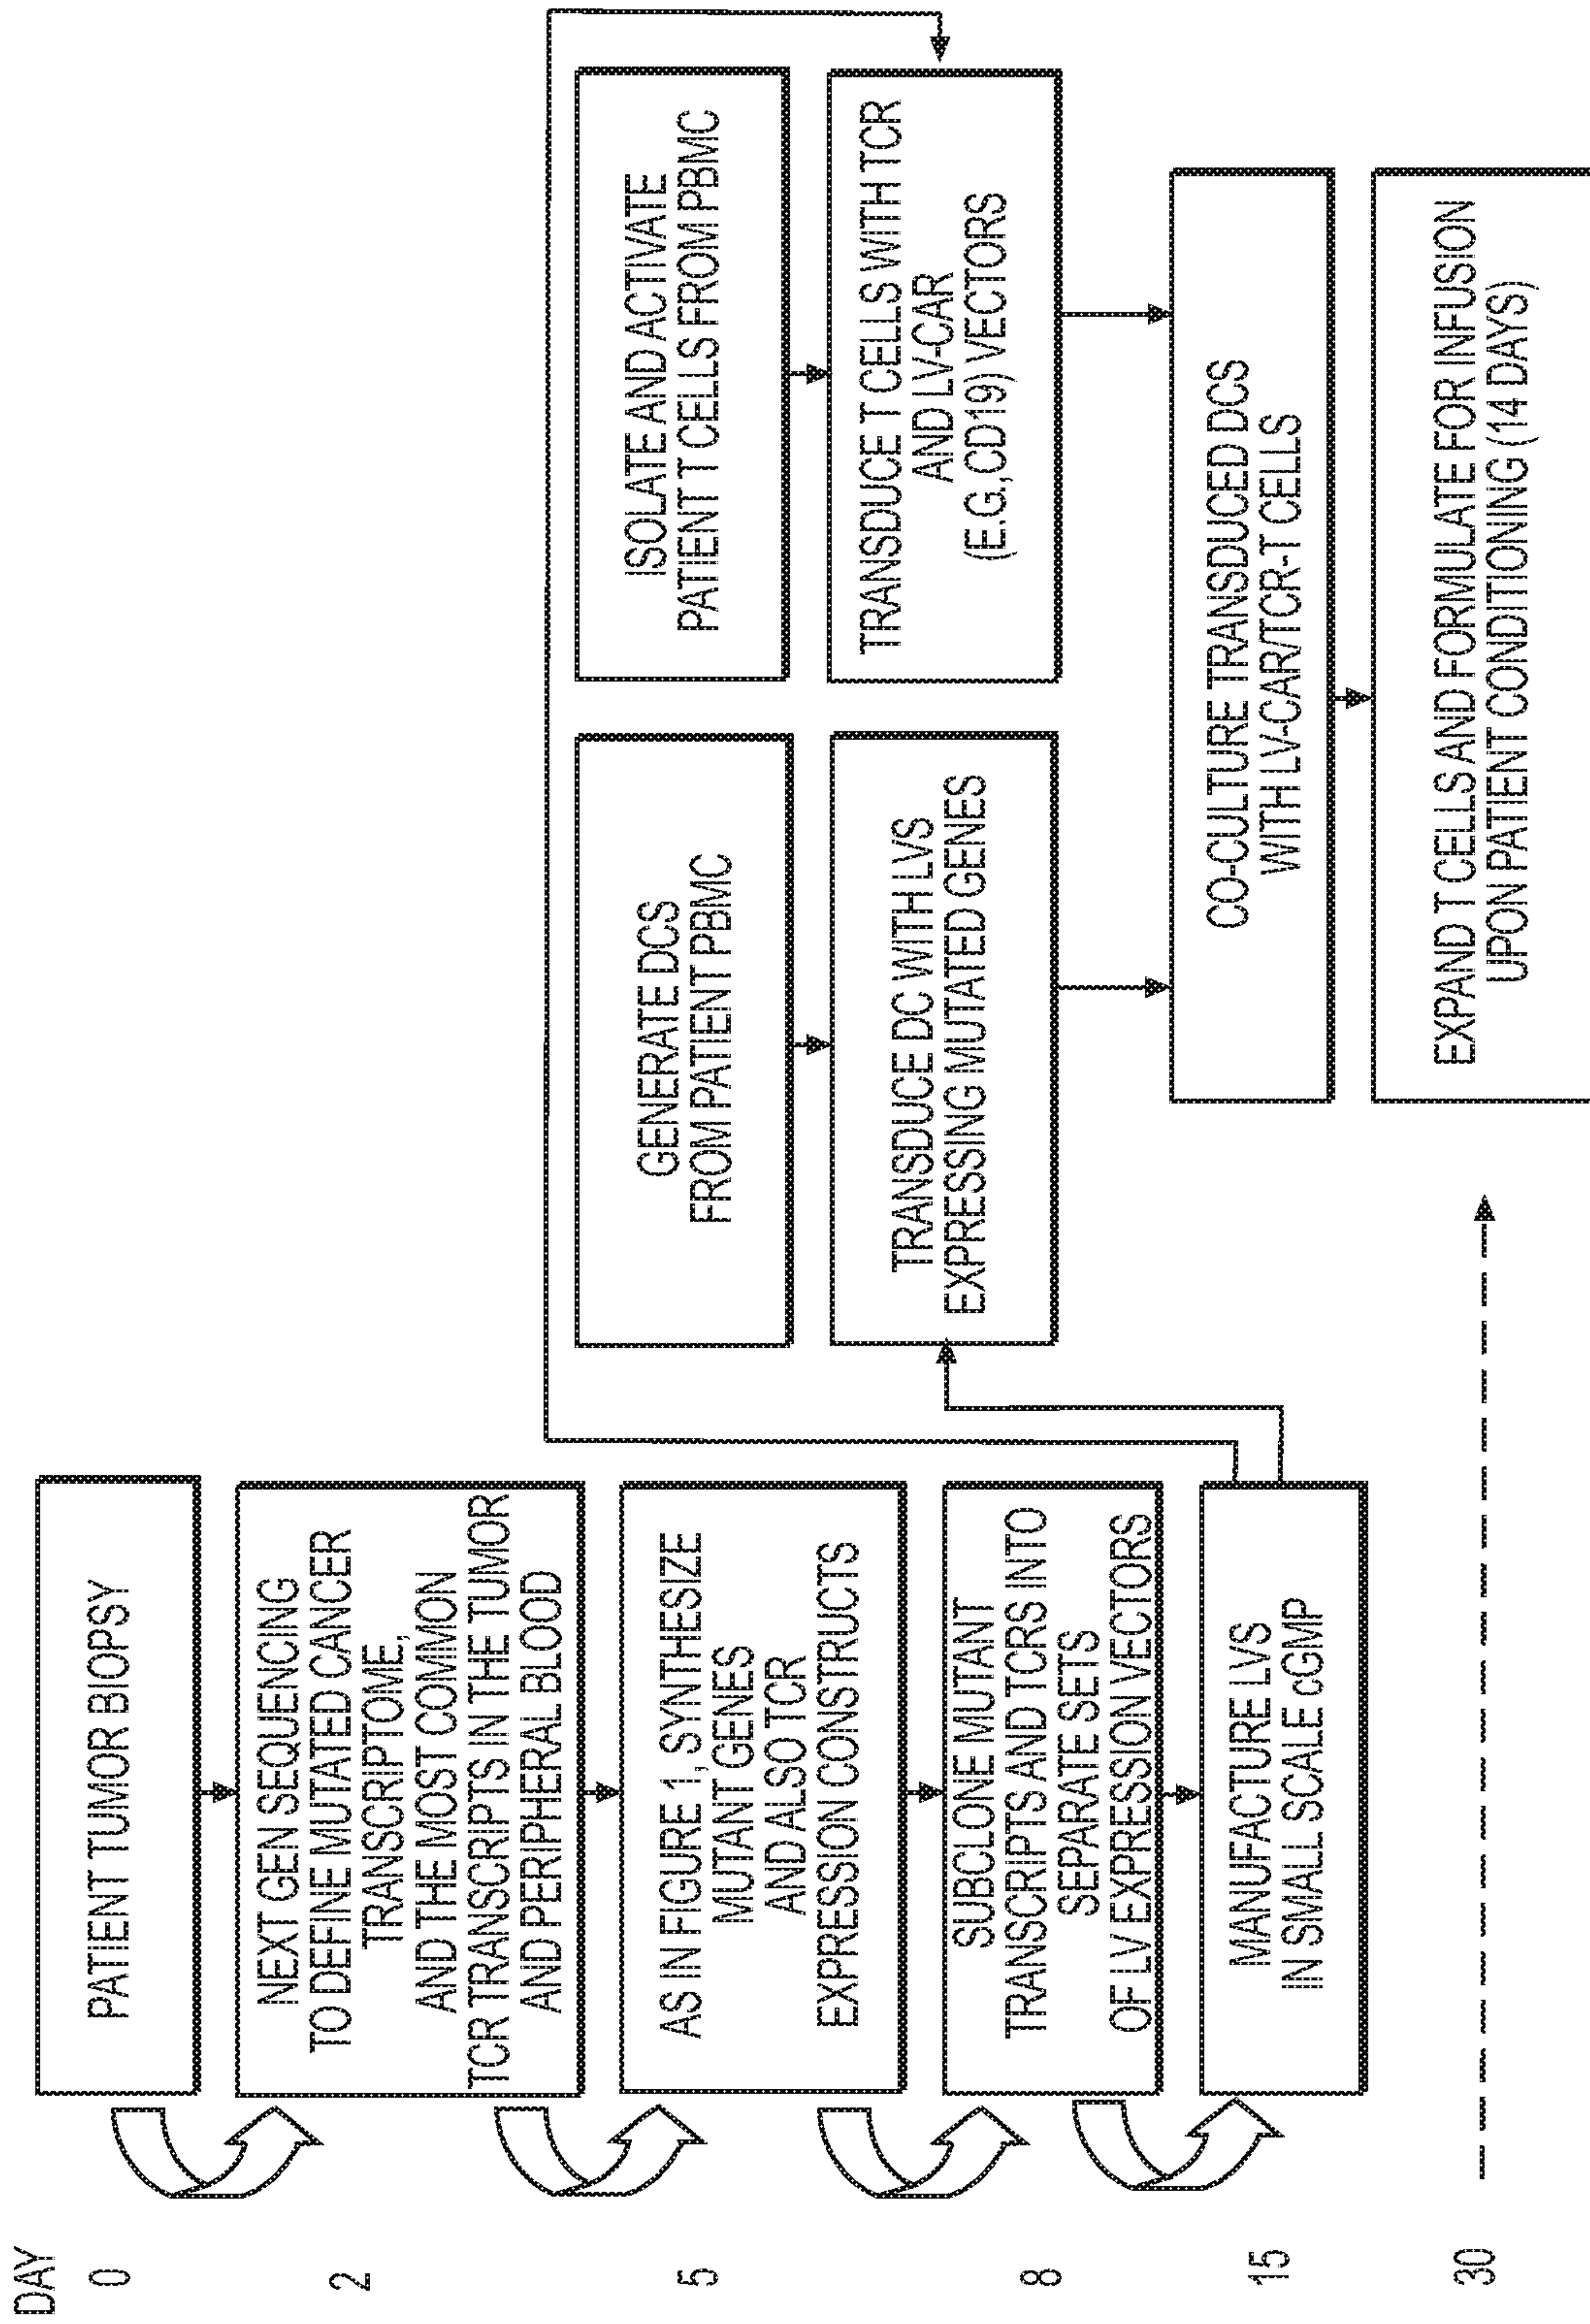 DAY
0
PATIENT TUMOR BIOPSY
2
NEXT GEN SEQUENCING
TO DEFINE MUTATED CANCER
TRANSCRIPTOME,
AND THE MOST COMMON
TCR TRANSCRIPTS IN THE TUMOR
AND PERIPHERAL BLOOD
5
AS IN FIGURE 1, SYNTHESIZE
MUTANT GENES
AND ALSO TCR
EXPRESSION CONSTRUCTS
8
SUBCLONE MUTANT
TRANSCRIPTS AND TCRS INTO
SEPARATE SETS
OF LV EXPRESSION VECTORS
15
MANUFACTURE LVS
IN SMALL SCALE cGMP
GENERATE DCS
FROM PATIENT PBMC
TRANSDUCE DC WITH LVS
EXPRESSING MUTATED GENES
ISOLATE AND ACTIVATE
PATIENT T CELLS FROM PBMC
TRANSDUCE T CELLS WITH TCR
AND LV-CAR
(E.G.,CD19) VECTORS
CO-CULTURE TRANSDUCED DCS
WITH LV-CAR/TCR-T CELLS
30
EXPAND T CELLS AND FORMULATE FOR INFUSION
UPON PATIENT CONDITIONING (14 DAYS)